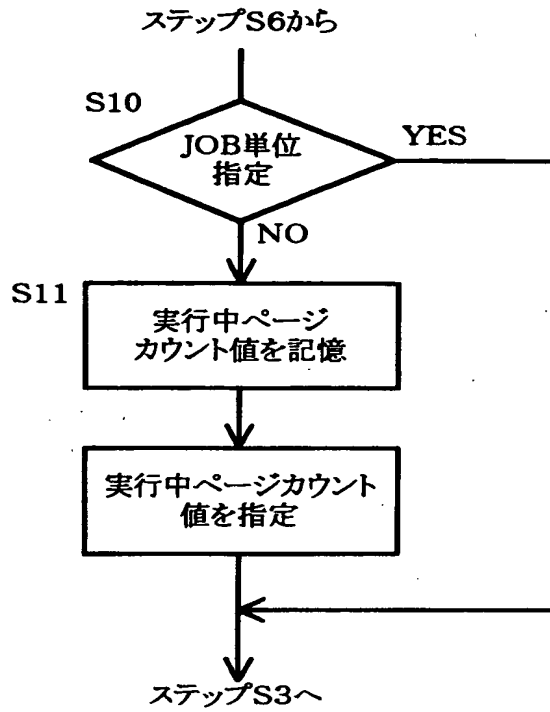 ステップS6から
S10
JOB単位
指定
YES
NO
S11
実行中ページ
カウント値を記憶
実行中ページカウント
値を指定
ステップS3へ